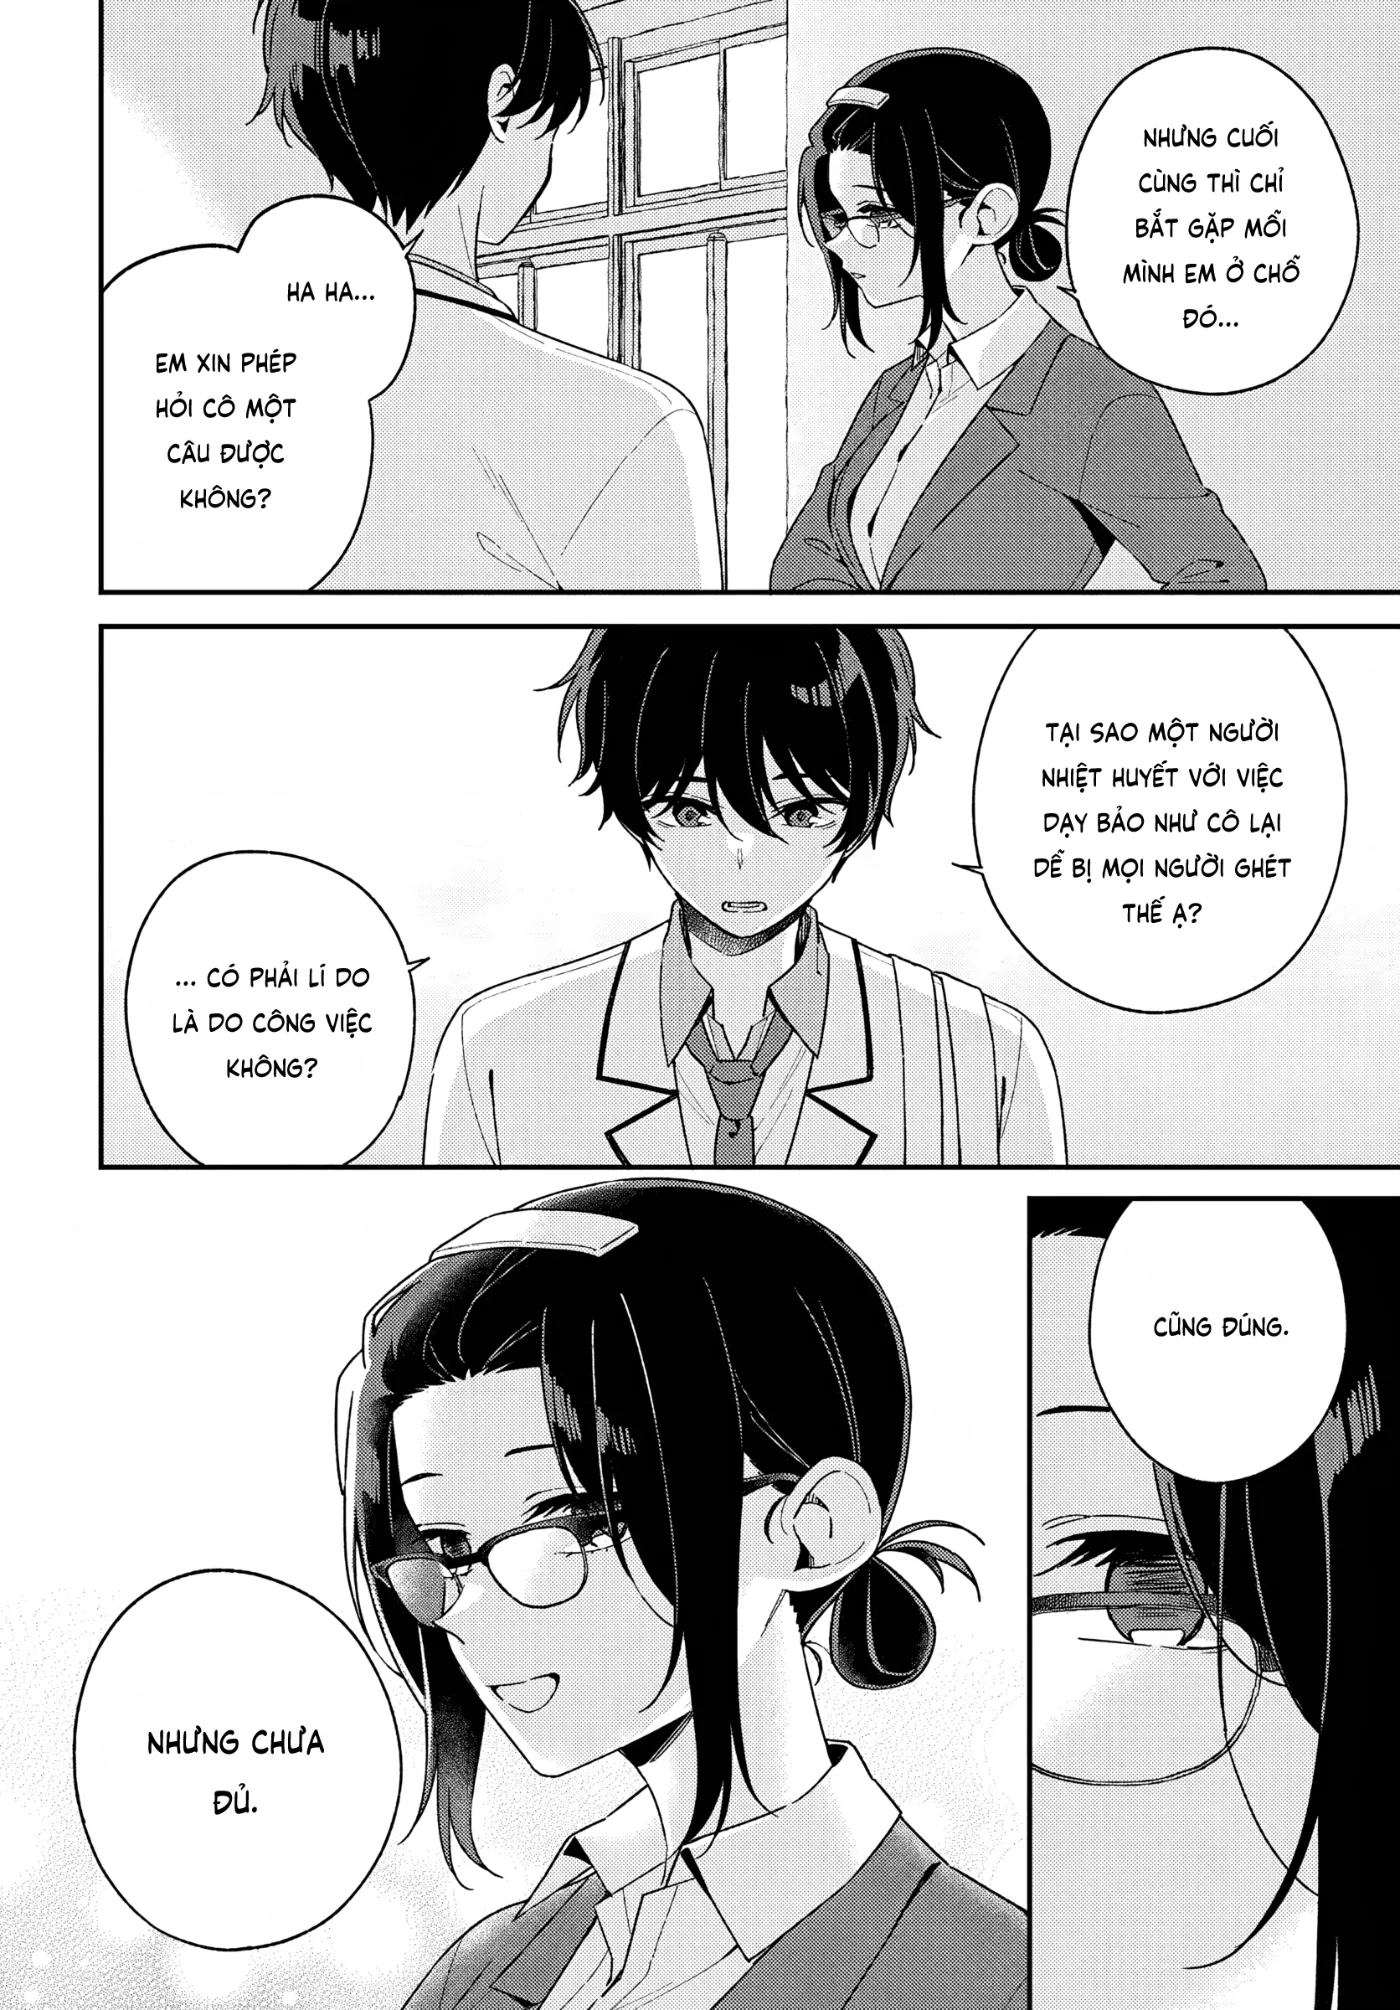 NHƯNG CUỐI
CÙNG THÌ CHỈ
BẮT GẶP MỖI
MÌNH EM Ở CHỖ
ĐÓ...
HA HA...
EM XIN PHÉP
HỎI CÔ MỘT
CÂU ĐƯỢC
KHÔNG?
TẠI SAO MỘT NGƯỜI
NHIỆT HUYẾT VỚI VIỆC
DẠY BẢO NHƯ CÔ LẠI
DỄ BỊ MỌI NGƯỜI GHÉT
THẾ Ạ?
... CÓ PHẢI LÍ DO
LÀ DO CÔNG VIỆC
KHÔNG?
CŨNG ĐÚNG.
NHƯNG CHƯA
ĐỦ.